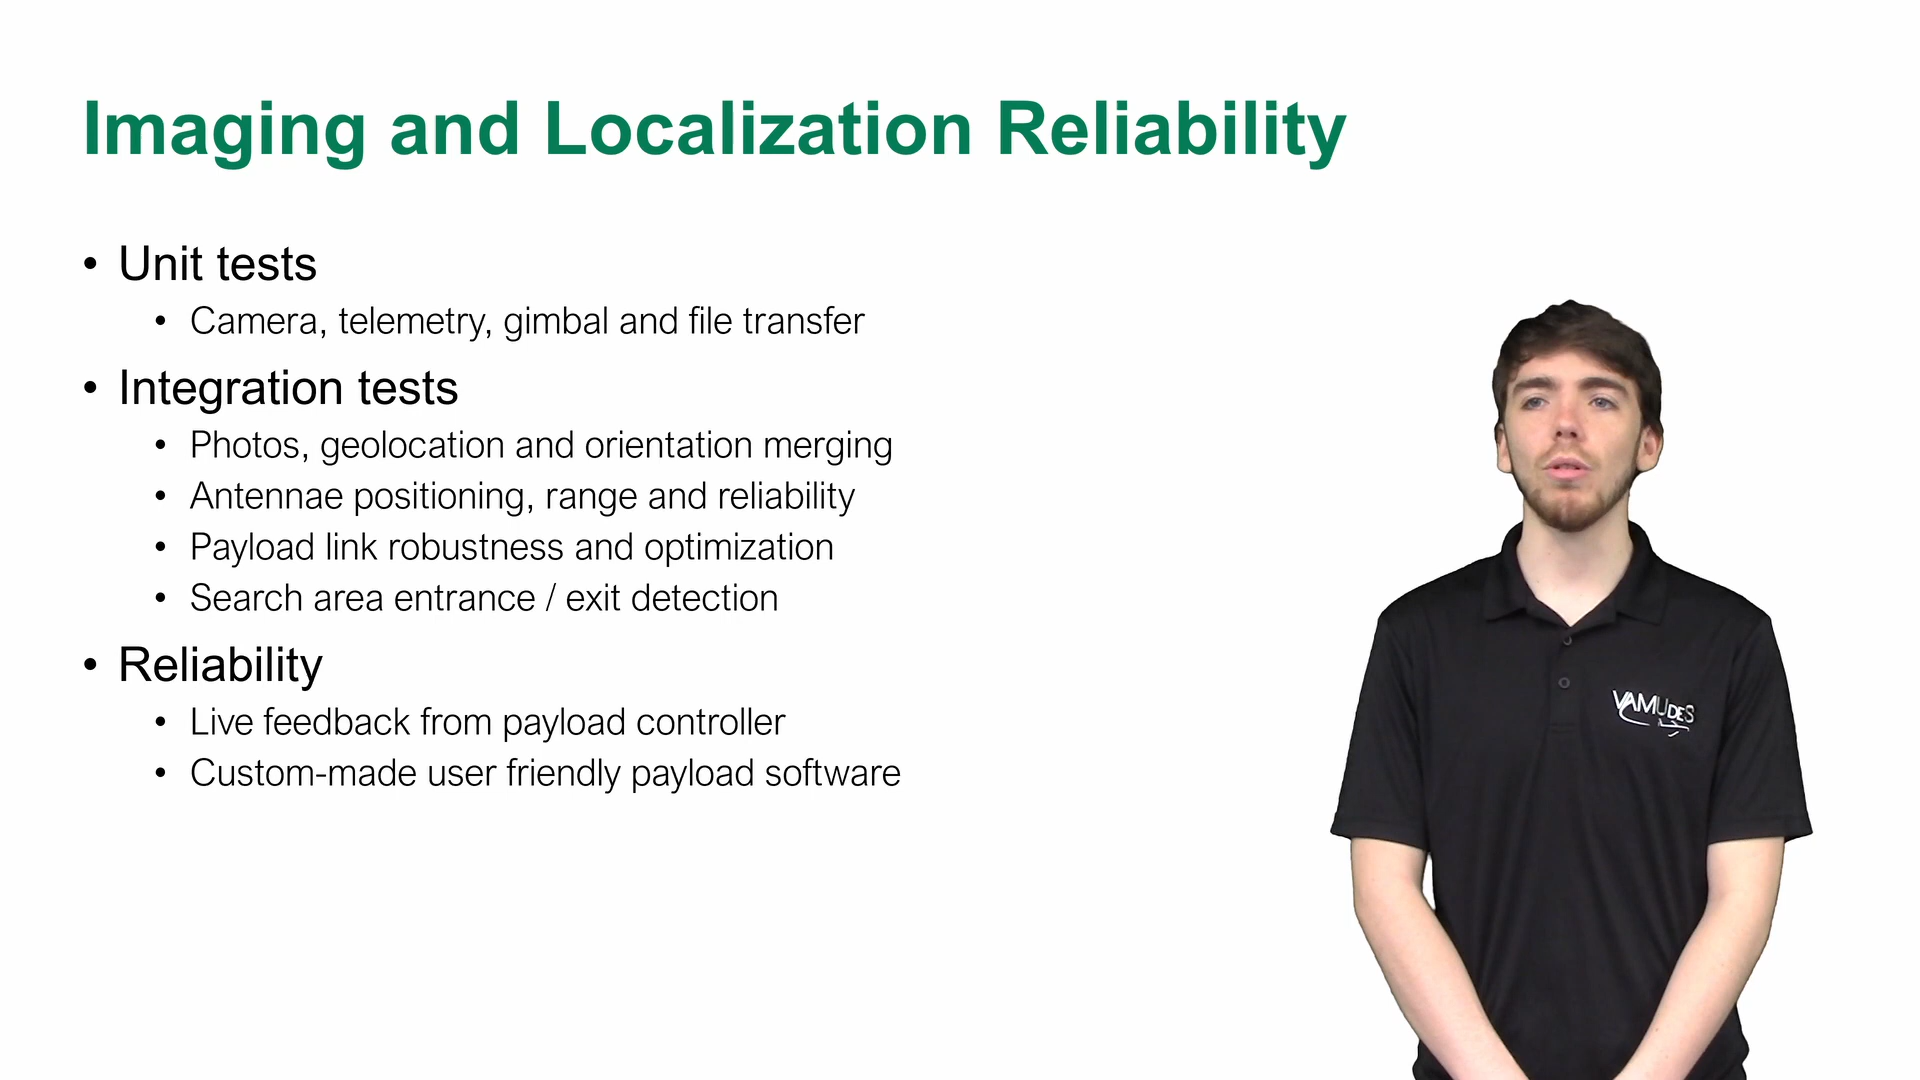 Imaging and Localization Reliability
• Unit tests
• Camera, telemetry, gimbal and file transfer
• Integration tests
• Photos, geolocation and orientation merging
• Antennae positioning, range and reliability
• Payload link robustness and optimization
• Search area entrance / exit detection
• Reliability
• Live feedback from payload controller
• Custom-made user friendly payload software
VAMUdeS